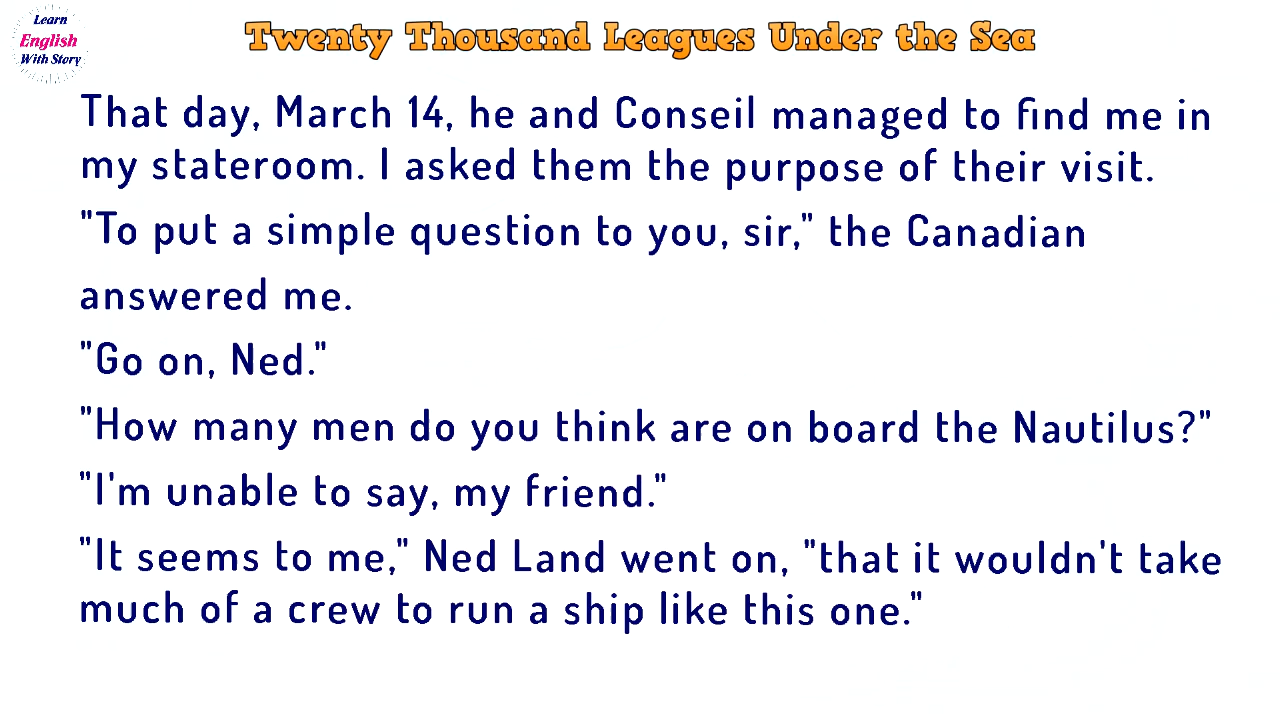 Learn
English
With Story
Twenty Thousand Leagues Under the Sea
That day, March 14, he and Conseil managed to find me in
my stateroom. I asked them the purpose of their visit.
"To put a simple question to you, sir," the Canadian
answered me.
"Go on, Ned."
"How many men do you think are on board the Nautilus?"
"I'm unable to say, my friend."
"It seems to me," Ned Land went on, "that it wouldn't take
much of a crew to run a ship like this one."